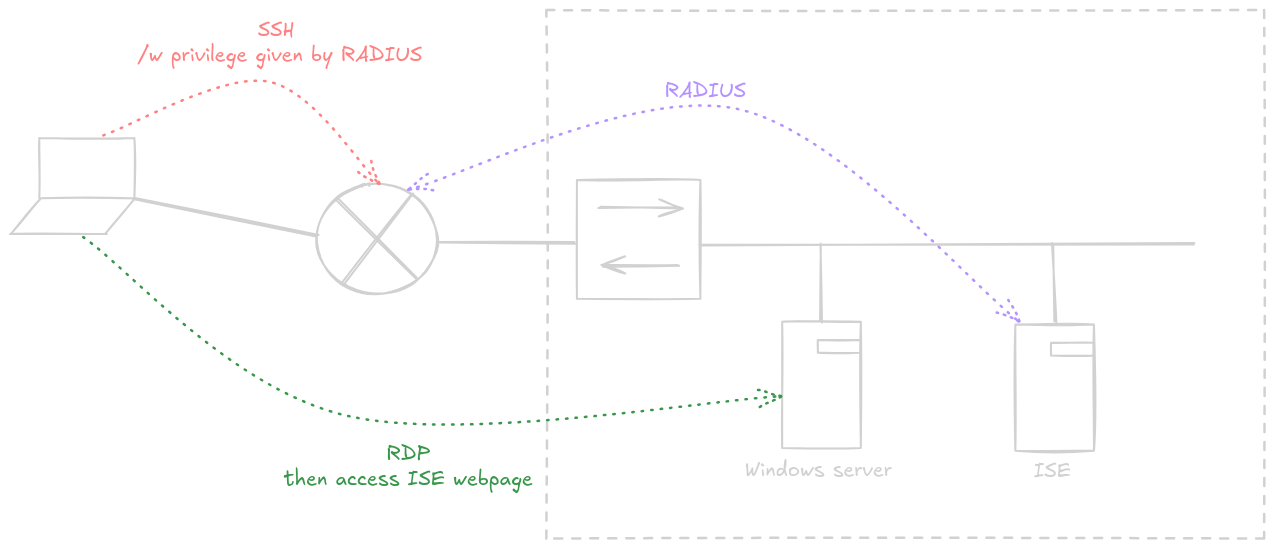 SSH
/w privilege given by RADIUS
RADIUS
RDP
then access ISE webpage
Windows server
ISE